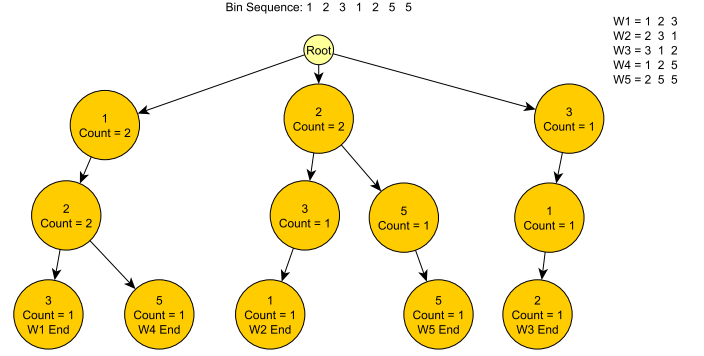 Bin Sequence: 1 2 3 1 2 5 5
W1 = 1 2 3
W2 = 2 3 1
W3 = 3 1 2
W4 = 1 2 5
W5 = 2 5 5
Root
1
Count = 2
2
Count = 2
3
Count = 1
2
Count = 2
3
Count = 1
5
Count = 1
1
Count = 1
3
Count = 1
W1 End
5
Count = 1
W4 End
1
Count = 1
W2 End
5
Count = 1
W5 End
2
Count = 1
W3 End